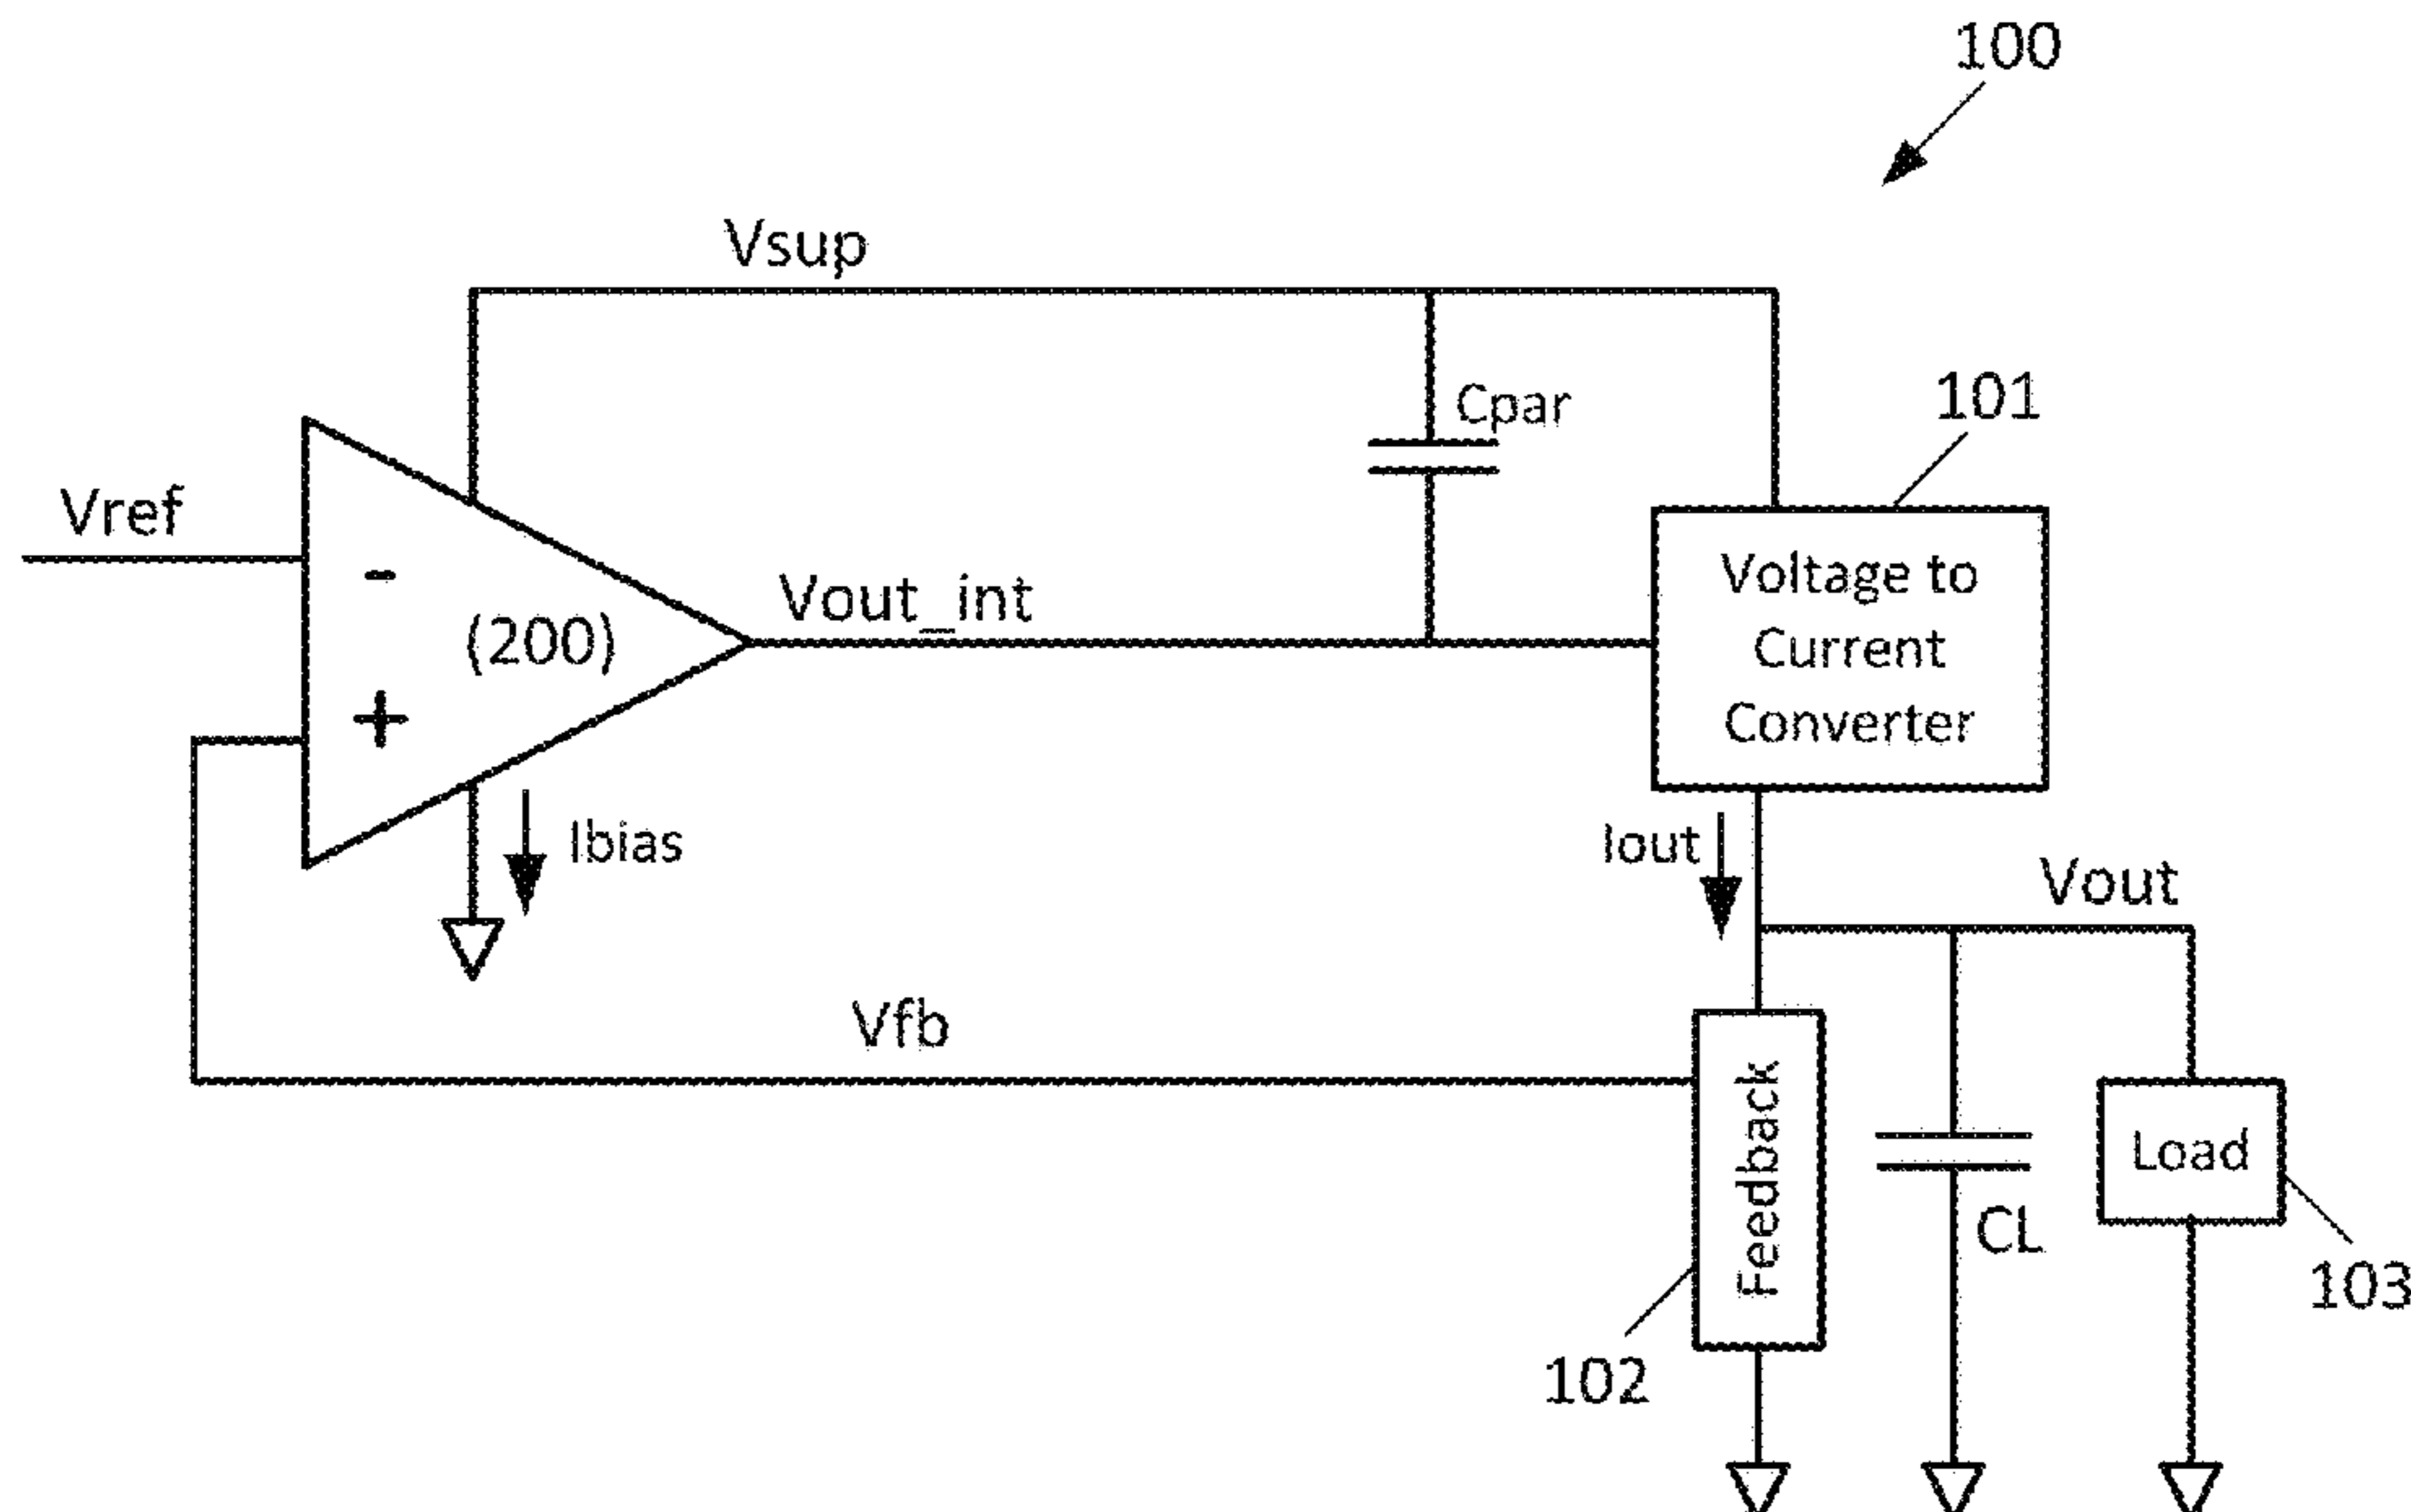 100
Vsup
Cpar
101
Vref
-
(200)
+
Vout_int
Voltage to
Current
Converter
Ibias
Iout
Vout
Vfb
Feedback
Load
CL
102
103